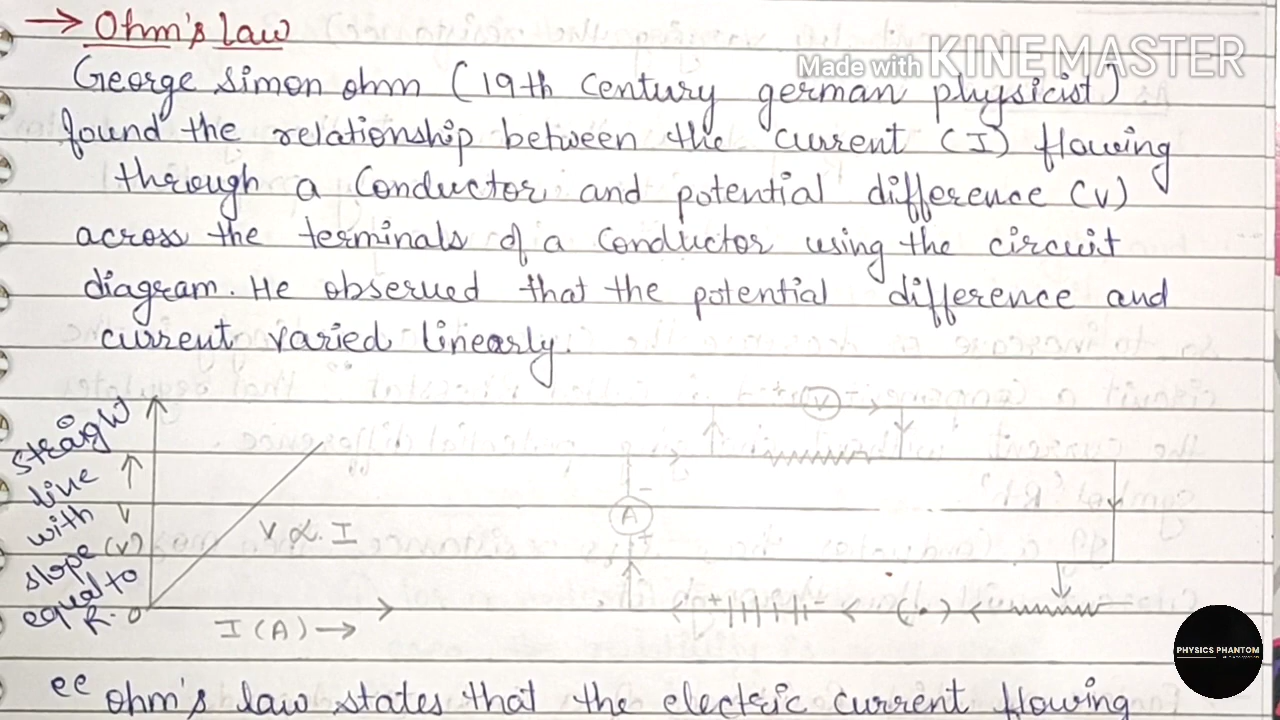 → Ohm's law
Made with KINEMASTER
George Simon ohm (19th Century german physicist)
found the relationship between the current (I) flowing
through a Conductor and potential difference (V)
across the terminals of a conductor using the circuit
diagram. He observed that the potential difference and
current varied linearly.
straight
line
with
slope (V)
equal to
R. O
V ∝ I
I (A) →
V
A
-
+
+ -
(•)
PHYSICS PHANTOM
ohm's law states that the electric current flowing